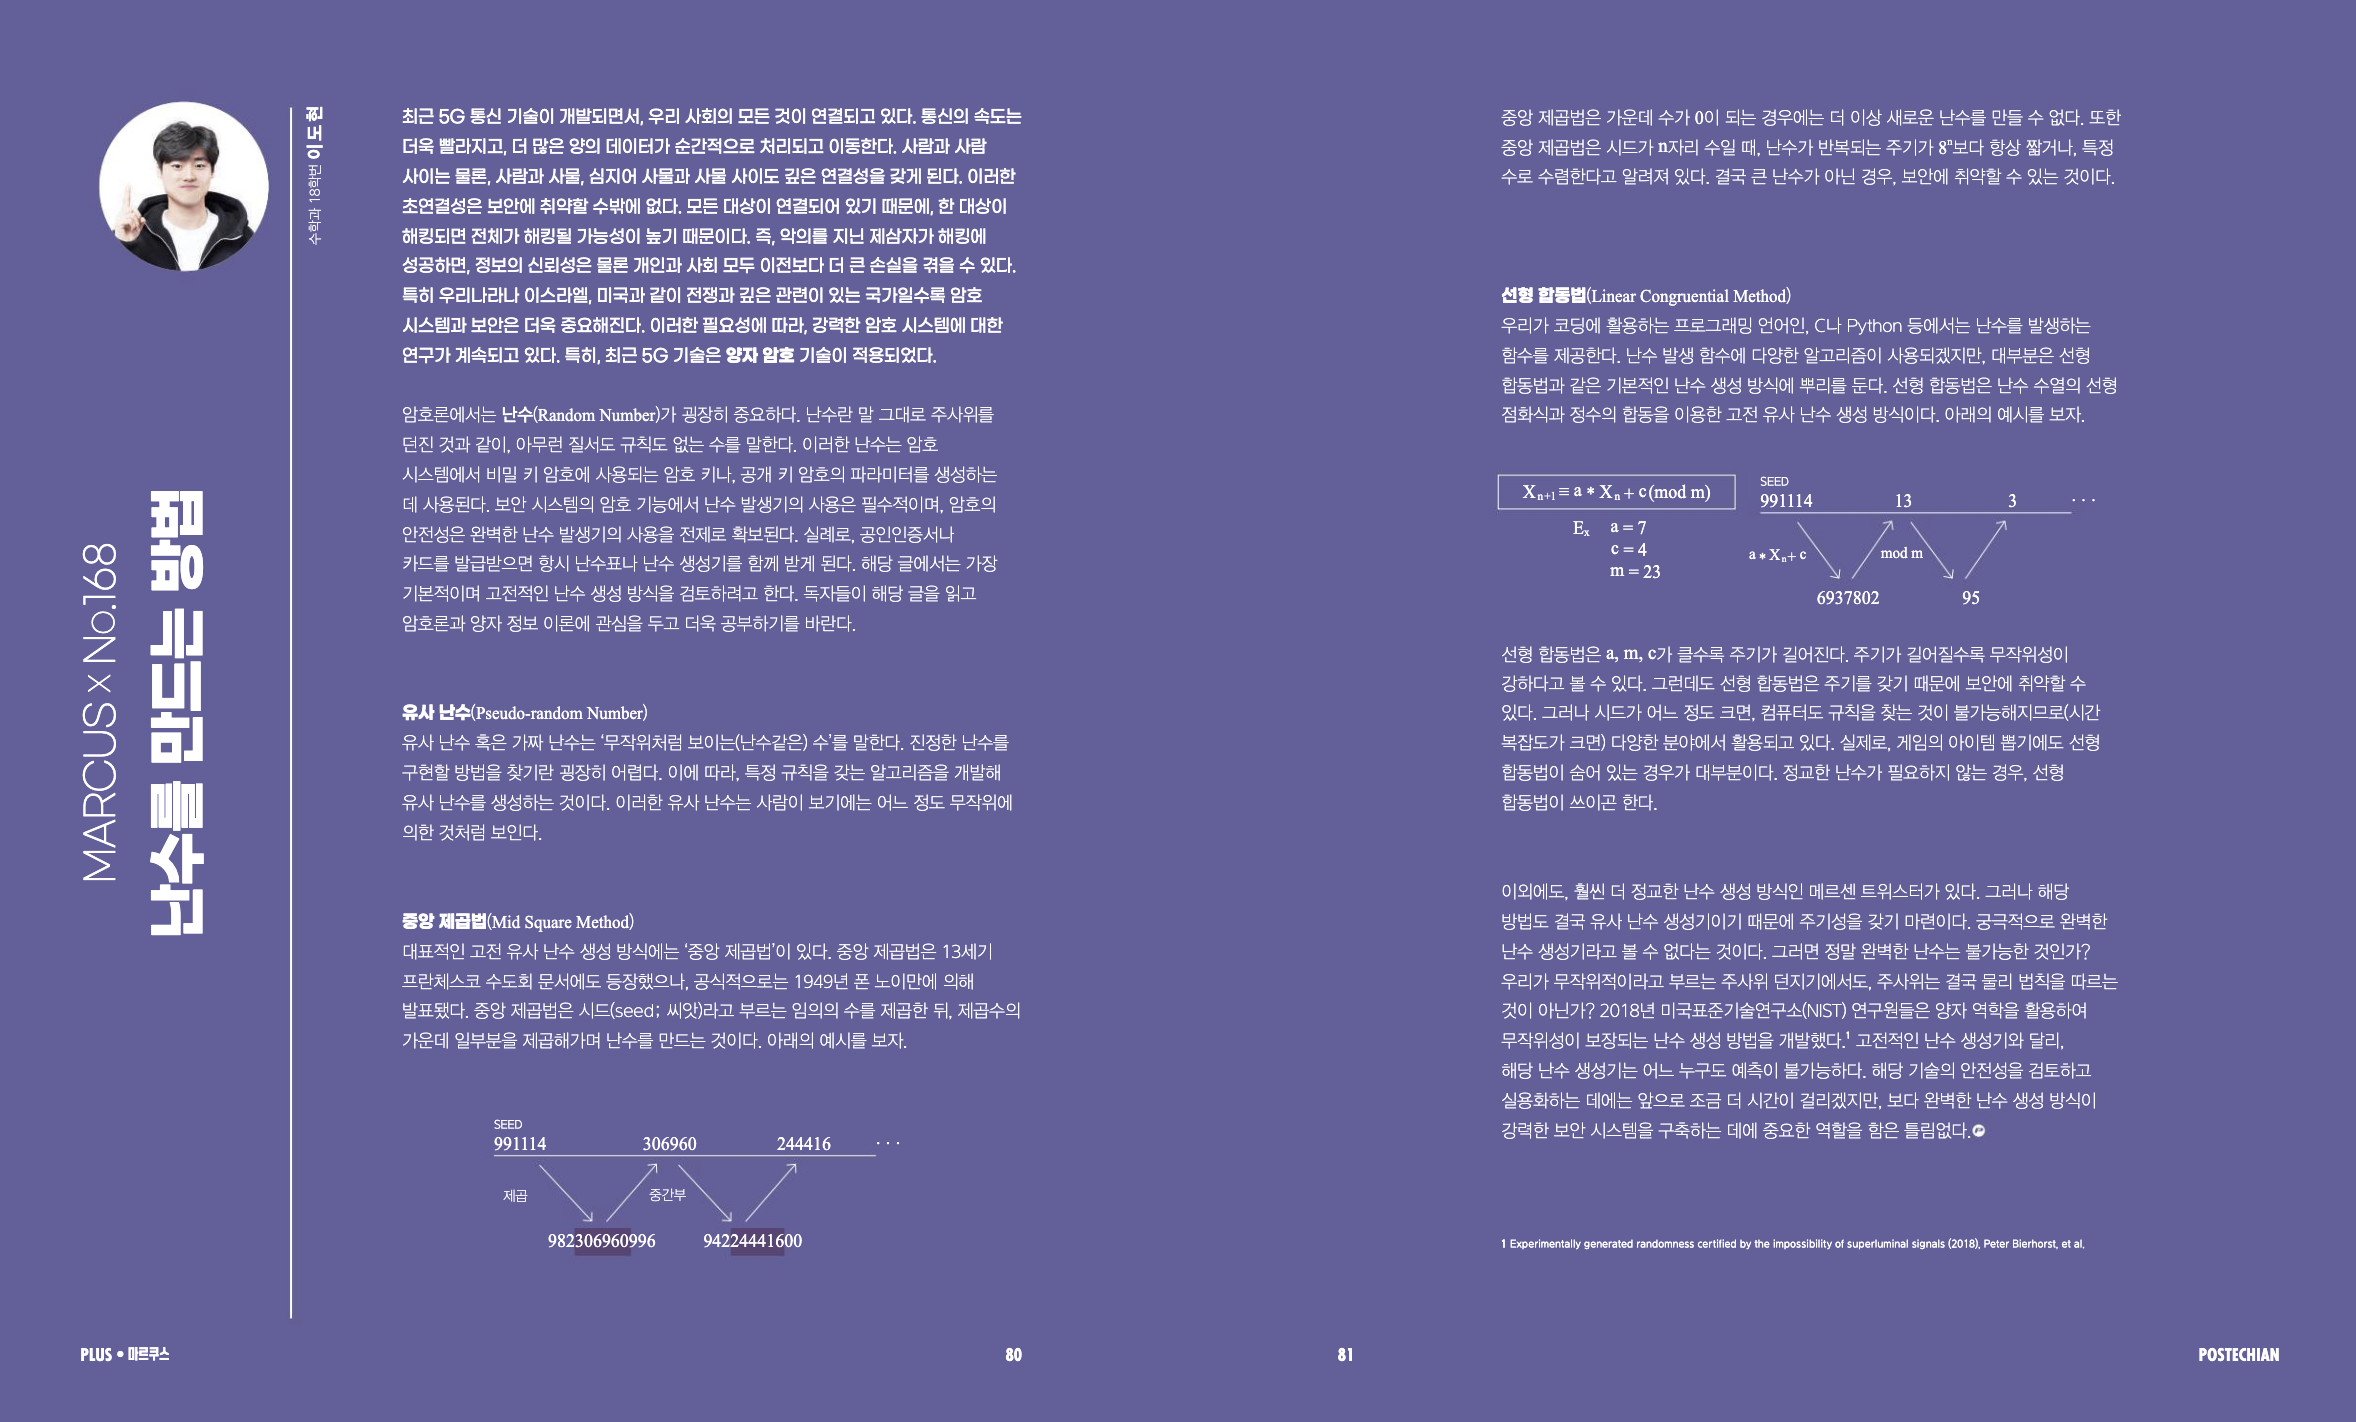 MARCUS x No.168
난수를 만드는 방법
수학과 18학번 이도현
최근 5G 통신 기술이 개발되면서, 우리 사회의 모든 것이 연결되고 있다. 통신의 속도는
더욱 빨라지고, 더 많은 양의 데이터가 순간적으로 처리되고 이동한다. 사람과 사람
사이는 물론, 사람과 사물, 심지어 사물과 사물 사이도 깊은 연결성을 갖게 된다. 이러한
초연결성은 보안에 취약할 수밖에 없다. 모든 대상이 연결되어 있기 때문에, 한 대상이
해킹되면 전체가 해킹될 가능성이 높기 때문이다. 즉, 악의를 지닌 제삼자가 해킹에
성공하면, 정보의 신뢰성은 물론 개인과 사회 모두 이전보다 더 큰 손실을 겪을 수 있다.
특히 우리나라나 이스라엘, 미국과 같이 전쟁과 깊은 관련이 있는 국가일수록 암호
시스템과 보안은 더욱 중요해진다. 이러한 필요성에 따라, 강력한 암호 시스템에 대한
연구가 계속되고 있다. 특히, 최근 5G 기술은 양자 암호 기술이 적용되었다.
암호론에서는 난수(Random Number)가 굉장히 중요하다. 난수란 말 그대로 주사위를
던진 것과 같이, 아무런 질서도 규칙도 없는 수를 말한다. 이러한 난수는 암호
시스템에서 비밀 키 암호에 사용되는 암호 키나, 공개 키 암호의 파라미터를 생성하는
데 사용된다. 보안 시스템의 암호 기능에서 난수 발생기의 사용은 필수적이며, 암호의
안전성은 완벽한 난수 발생기의 사용을 전제로 확보된다. 실례로, 공인인증서나
카드를 발급받으면 항시 난수표나 난수 생성기를 함께 받게 된다. 해당 글에서는 가장
기본적이며 고전적인 난수 생성 방식을 검토하려고 한다. 독자들이 해당 글을 읽고
암호론과 양자 정보 이론에 관심을 두고 더욱 공부하기를 바란다.
유사 난수(Pseudo-random Number)
유사 난수 혹은 가짜 난수는 ‘무작위처럼 보이는(난수같은) 수’를 말한다. 진정한 난수를
구현할 방법을 찾기란 굉장히 어렵다. 이에 따라, 특정 규칙을 갖는 알고리즘을 개발해
유사 난수를 생성하는 것이다. 이러한 유사 난수는 사람이 보기에는 어느 정도 무작위에
의한 것처럼 보인다.
중앙 제곱법(Mid Square Method)
대표적인 고전 유사 난수 생성 방식에는 ‘중앙 제곱법’이 있다. 중앙 제곱법은 13세기
프란체스코 수도회 문서에도 등장했으나, 공식적으로는 1949년 폰 노이만에 의해
발표됐다. 중앙 제곱법은 시드(seed; 씨앗)라고 부르는 임의의 수를 제곱한 뒤, 제곱수의
가운데 일부분을 제곱해가며 난수를 만드는 것이다. 아래의 예시를 보자.
SEED
991114 306960 244416 ···
제곱 중간부
982306960996 94224441600
PLUS • 마르쿠스
80
중앙 제곱법은 가운데 수가 0이 되는 경우에는 더 이상 새로운 난수를 만들 수 없다. 또한
중앙 제곱법은 시드가 n자리 수일 때, 난수가 반복되는 주기가 8ⁿ보다 항상 짧거나, 특정
수로 수렴한다고 알려져 있다. 결국 큰 난수가 아닌 경우, 보안에 취약할 수 있는 것이다.
선형 합동법(Linear Congruential Method)
우리가 코딩에 활용하는 프로그래밍 언어인, C나 Python 등에서는 난수를 발생하는
함수를 제공한다. 난수 발생 함수에 다양한 알고리즘이 사용되겠지만, 대부분은 선형
합동법과 같은 기본적인 난수 생성 방식에 뿌리를 둔다. 선형 합동법은 난수 수열의 선형
점화식과 정수의 합동을 이용한 고전 유사 난수 생성 방식이다. 아래의 예시를 보자.
Xₙ₊₁ ≡ a * Xₙ + c (mod m)
Eₓ a = 7
c = 4
m = 23
SEED
991114 13 3 ···
a * Xₙ + c mod m
6937802 95
선형 합동법은 a, m, c가 클수록 주기가 길어진다. 주기가 길어질수록 무작위성이
강하다고 볼 수 있다. 그런데도 선형 합동법은 주기를 갖기 때문에 보안에 취약할 수
있다. 그러나 시드가 어느 정도 크면, 컴퓨터도 규칙을 찾는 것이 불가능해지므로(시간
복잡도가 크면) 다양한 분야에서 활용되고 있다. 실제로, 게임의 아이템 뽑기에도 선형
합동법이 숨어 있는 경우가 대부분이다. 정교한 난수가 필요하지 않는 경우, 선형
합동법이 쓰이곤 한다.
이외에도, 훨씬 더 정교한 난수 생성 방식인 메르센 트위스터가 있다. 그러나 해당
방법도 결국 유사 난수 생성기이기 때문에 주기성을 갖기 마련이다. 궁극적으로 완벽한
난수 생성기라고 볼 수 없다는 것이다. 그러면 정말 완벽한 난수는 불가능한 것인가?
우리가 무작위적이라고 부르는 주사위 던지기에서도, 주사위는 결국 물리 법칙을 따르는
것이 아닌가? 2018년 미국표준기술연구소(NIST) 연구원들은 양자 역학을 활용하여
무작위성이 보장되는 난수 생성 방법을 개발했다.¹ 고전적인 난수 생성기와 달리,
해당 난수 생성기는 어느 누구도 예측이 불가능하다. 해당 기술의 안전성을 검토하고
실용화하는 데에는 앞으로 조금 더 시간이 걸리겠지만, 보다 완벽한 난수 생성 방식이
강력한 보안 시스템을 구축하는 데에 중요한 역할을 함은 틀림없다.
1 Experimentally generated randomness certified by the impossibility of superluminal signals (2018), Peter Bierhorst, et al.
81
POSTECHIAN